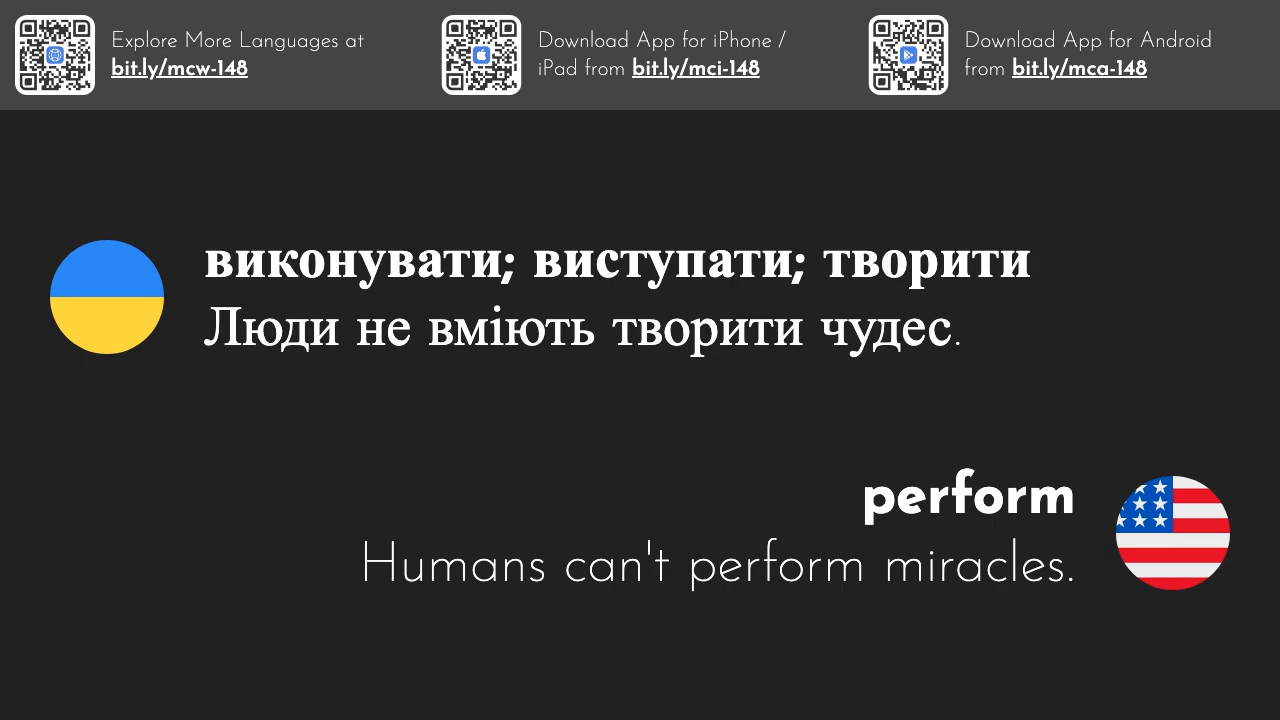 Explore More Languages at
bit.ly/mcw-148
Download App for iPhone /
iPad from bit.ly/mci-148
Download App for Android
from bit.ly/mca-148
виконувати; виступати; творити
Люди не вміють творити чудес.
perform
Humans can't perform miracles.